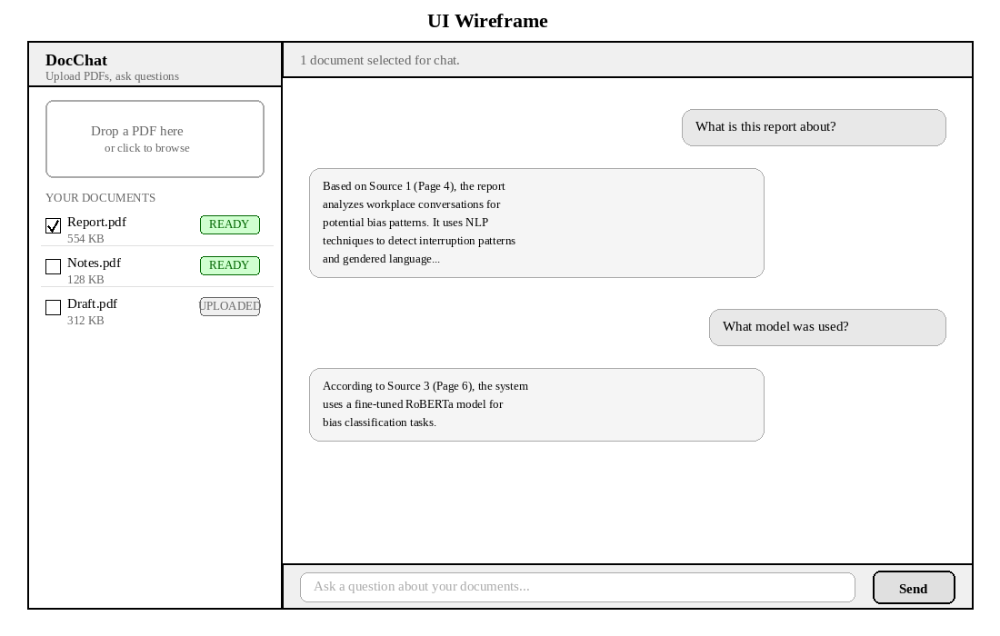 UI Wireframe
DocChat
Upload PDFs, ask questions
Drop a PDF here
or click to browse
YOUR DOCUMENTS
Report.pdf
READY
554 KB
Notes.pdf
READY
128 KB
Draft.pdf
UPLOADED
312 KB
1 document selected for chat.
What is this report about?
Based on Source 1 (Page 4), the report
analyzes workplace conversations for
potential bias patterns. It uses NLP
techniques to detect interruption patterns
and gendered language...
What model was used?
According to Source 3 (Page 6), the system
uses a fine-tuned RoBERTa model for
bias classification tasks.
Ask a question about your documents...
Send